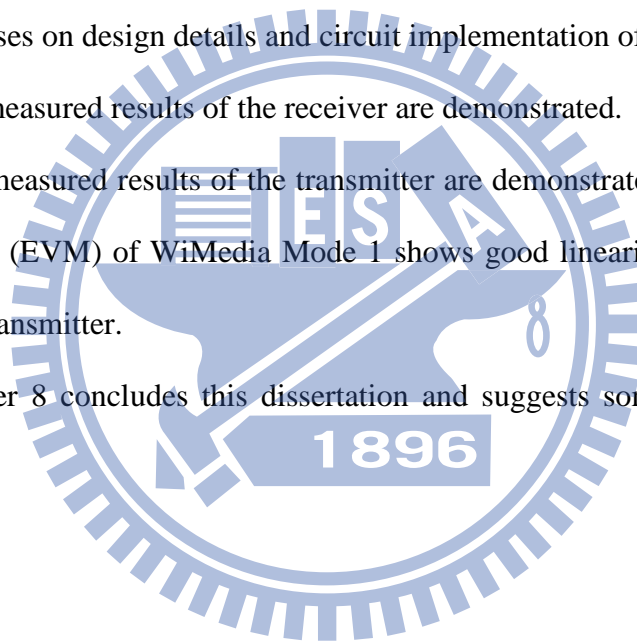 ses on design details and circuit implementation of
measured results of the receiver are demonstrated.
measured results of the transmitter are demonstrate
(EVM) of WiMedia Mode 1 shows good lineari
ansmitter.
er 8 concludes this dissertation and suggests so
E S A
8
1896